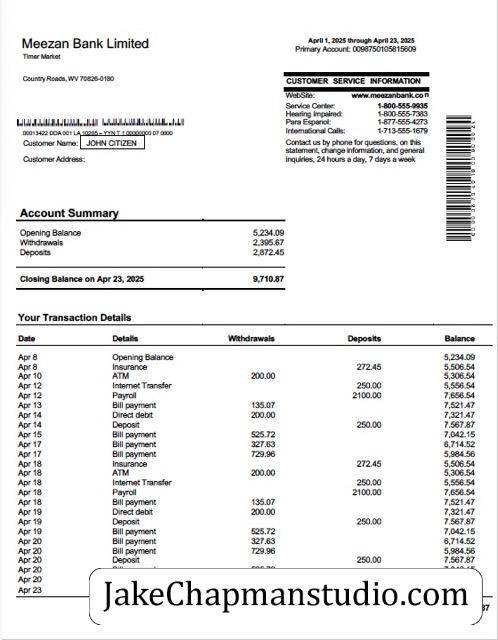 Meezan Bank Limited
Timer Market
Country Roads, WV 70826-0180
April 1, 2025 through April 23, 2025
Primary Account: 00987501058 15609
CUSTOMER SERVICE INFORMATION
WebSite: www.meezanbank.co n
Service Center: 1-800-555-9935
Hearing Impaired: 1-800-555-7383
Para Espanol: 1-877-555-4273
International Calls: 1-713-555-1679
Contact us by phone for questions, on this
statement, change information, and general
inquiries, 24 hours a day, 7 days a week
00013422 DDA 001 LA 10205 - YYN T 1 00000000 07 0000
Customer Name: JOHN CITIZEN
Customer Address:
Account Summary
Opening Balance 5,234.09
Withdrawals 2,395.67
Deposits 2,872.45
Closing Balance on Apr 23, 2025 9,710.87
Your Transaction Details
Date Details Withdrawals Deposits Balance
Apr 8 Opening Balance 5,234.09
Apr 8 Insurance 272.45 5,506.54
Apr 10 ATM 200.00 5,306.54
Apr 12 Internet Transfer 250.00 5,556.54
Apr 12 Payroll 2100.00 7,656.54
Apr 13 Bill payment 135.07 7,521.47
Apr 14 Direct debit 200.00 7,321.47
Apr 14 Deposit 250.00 7.567.87
Apr 15 Bill payment 525.72 7,042.15
Apr 17 Bill payment 327.63 6,714.52
Apr 17 Bill payment 729.96 5,984.56
Apr 18 Insurance 272.45 5,506.54
Apr 18 ATM 200.00 5,306.54
Apr 18 Internet Transfer 250.00 5,556.54
Apr 18 Payroll 2100.00 7,656.54
Apr 18 Bill payment 135.07 7,521.47
Apr 19 Direct debit 200.00 7,321.47
Apr 19 Deposit 250.00 7.567.87
Apr 19 Bill payment 525.72 7,042.15
Apr 20 Bill payment 327.63 6,714.52
Apr 20 Bill payment 729.96 5,984.56
Apr 20 Deposit 250.00 7.567.87
Apr 20
Apr 20
Apr 23
JakeChapmanstudio.com
87